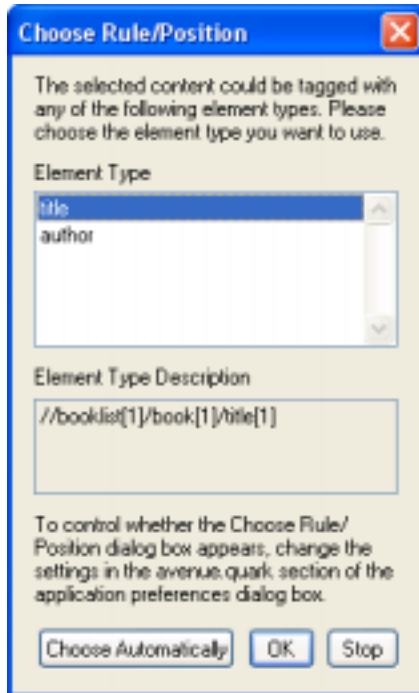 Choose Rule/Position
The selected content could be tagged with
any of the following element types. Please
choose the element type you want to use.
Element Type
title
author
Element Type Description
//booklist[1]/book[1]/title[1]
To control whether the Choose Rule/
Position dialog box appears, change the
settings in the avenue.quark section of the
application preferences dialog box.
Choose Automatically OK Stop